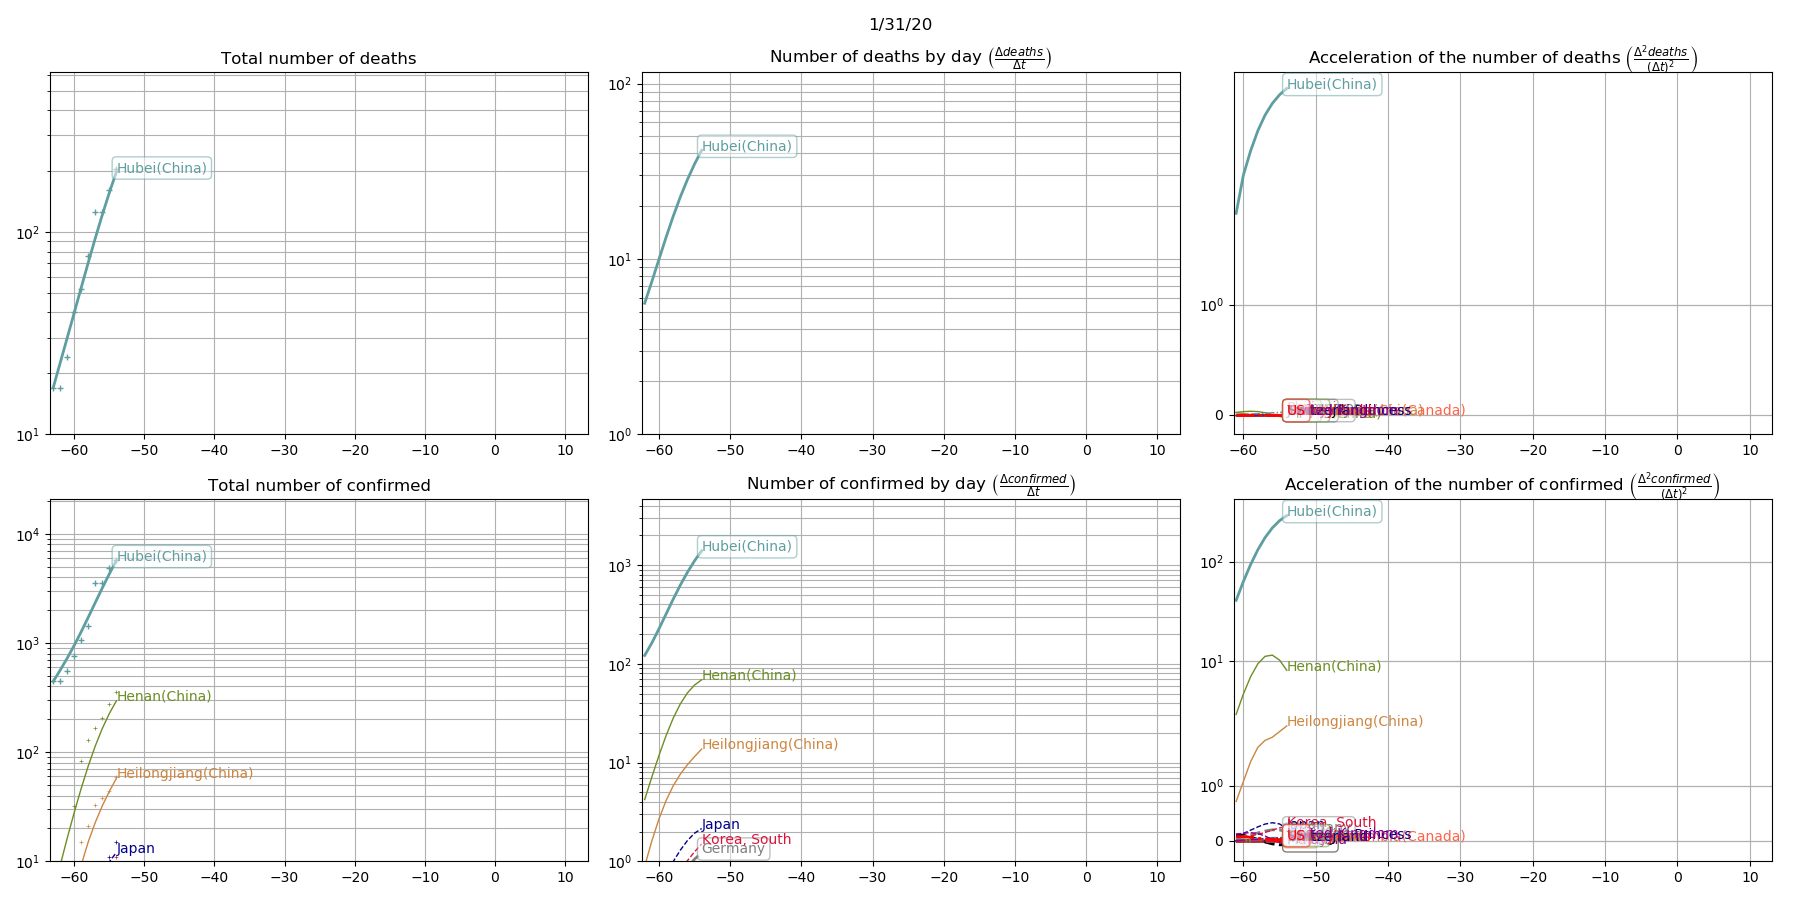 1/31/20
Total number of deaths
Number of deaths by day (Δdeaths/Δt)
Acceleration of the number of deaths (Δ²deaths/(Δt)²)
10²
10¹
Hubei(China)
−60 −50 −40 −30 −20 −10 0 10
10²
10¹
10⁰
Hubei(China)
−60 −50 −40 −30 −20 −10 0 10
10⁰
0
Hubei(China)
US
−60 −50 −40 −30 −20 −10 0 10
Total number of confirmed
Number of confirmed by day (Δconfirmed/Δt)
Acceleration of the number of confirmed (Δ²confirmed/(Δt)²)
10⁴
10³
10²
10¹
Hubei(China)
Henan(China)
Heilongjiang(China)
Japan
−60 −50 −40 −30 −20 −10 0 10
10³
10²
10¹
10⁰
Hubei(China)
Henan(China)
Heilongjiang(China)
Japan
Korea, South
Germany
−60 −50 −40 −30 −20 −10 0 10
10²
10¹
10⁰
0
Hubei(China)
Henan(China)
Heilongjiang(China)
Korea, South
US
−60 −50 −40 −30 −20 −10 0 10